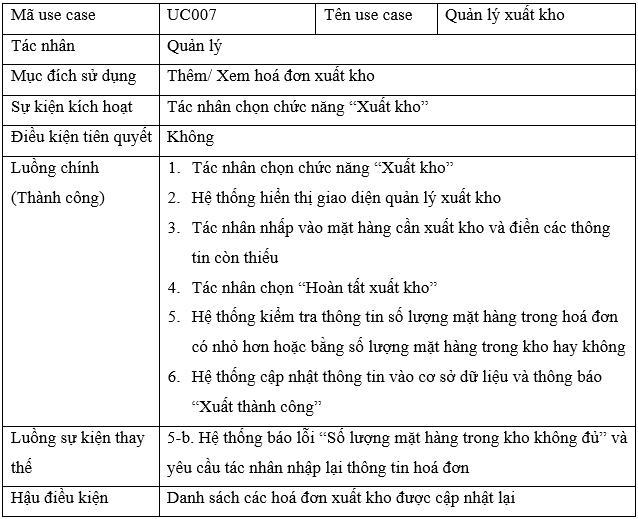 Mã use case UC007 Tên use case Quản lý xuất kho
Tác nhân Quản lý
Mục đích sử dụng Thêm/ Xem hoá đơn xuất kho
Sự kiện kích hoạt Tác nhân chọn chức năng “Xuất kho”
Điều kiện tiên quyết Không
Luồng chính 1. Tác nhân chọn chức năng “Xuất kho”
(Thành công) 2. Hệ thống hiển thị giao diện quản lý xuất kho
3. Tác nhân nhấp vào mặt hàng cần xuất kho và điền các thông
tin còn thiếu
4. Tác nhân chọn “Hoàn tất xuất kho”
5. Hệ thống kiểm tra thông tin số lượng mặt hàng trong hoá đơn
có nhỏ hơn hoặc bằng số lượng mặt hàng trong kho hay không
6. Hệ thống cập nhật thông tin vào cơ sở dữ liệu và thông báo
“Xuất thành công”
Luồng sự kiện thay 5-b. Hệ thống báo lỗi “Số lượng mặt hàng trong kho không đủ” và
thế yêu cầu tác nhân nhập lại thông tin hoá đơn
Hậu điều kiện Danh sách các hoá đơn xuất kho được cập nhật lại